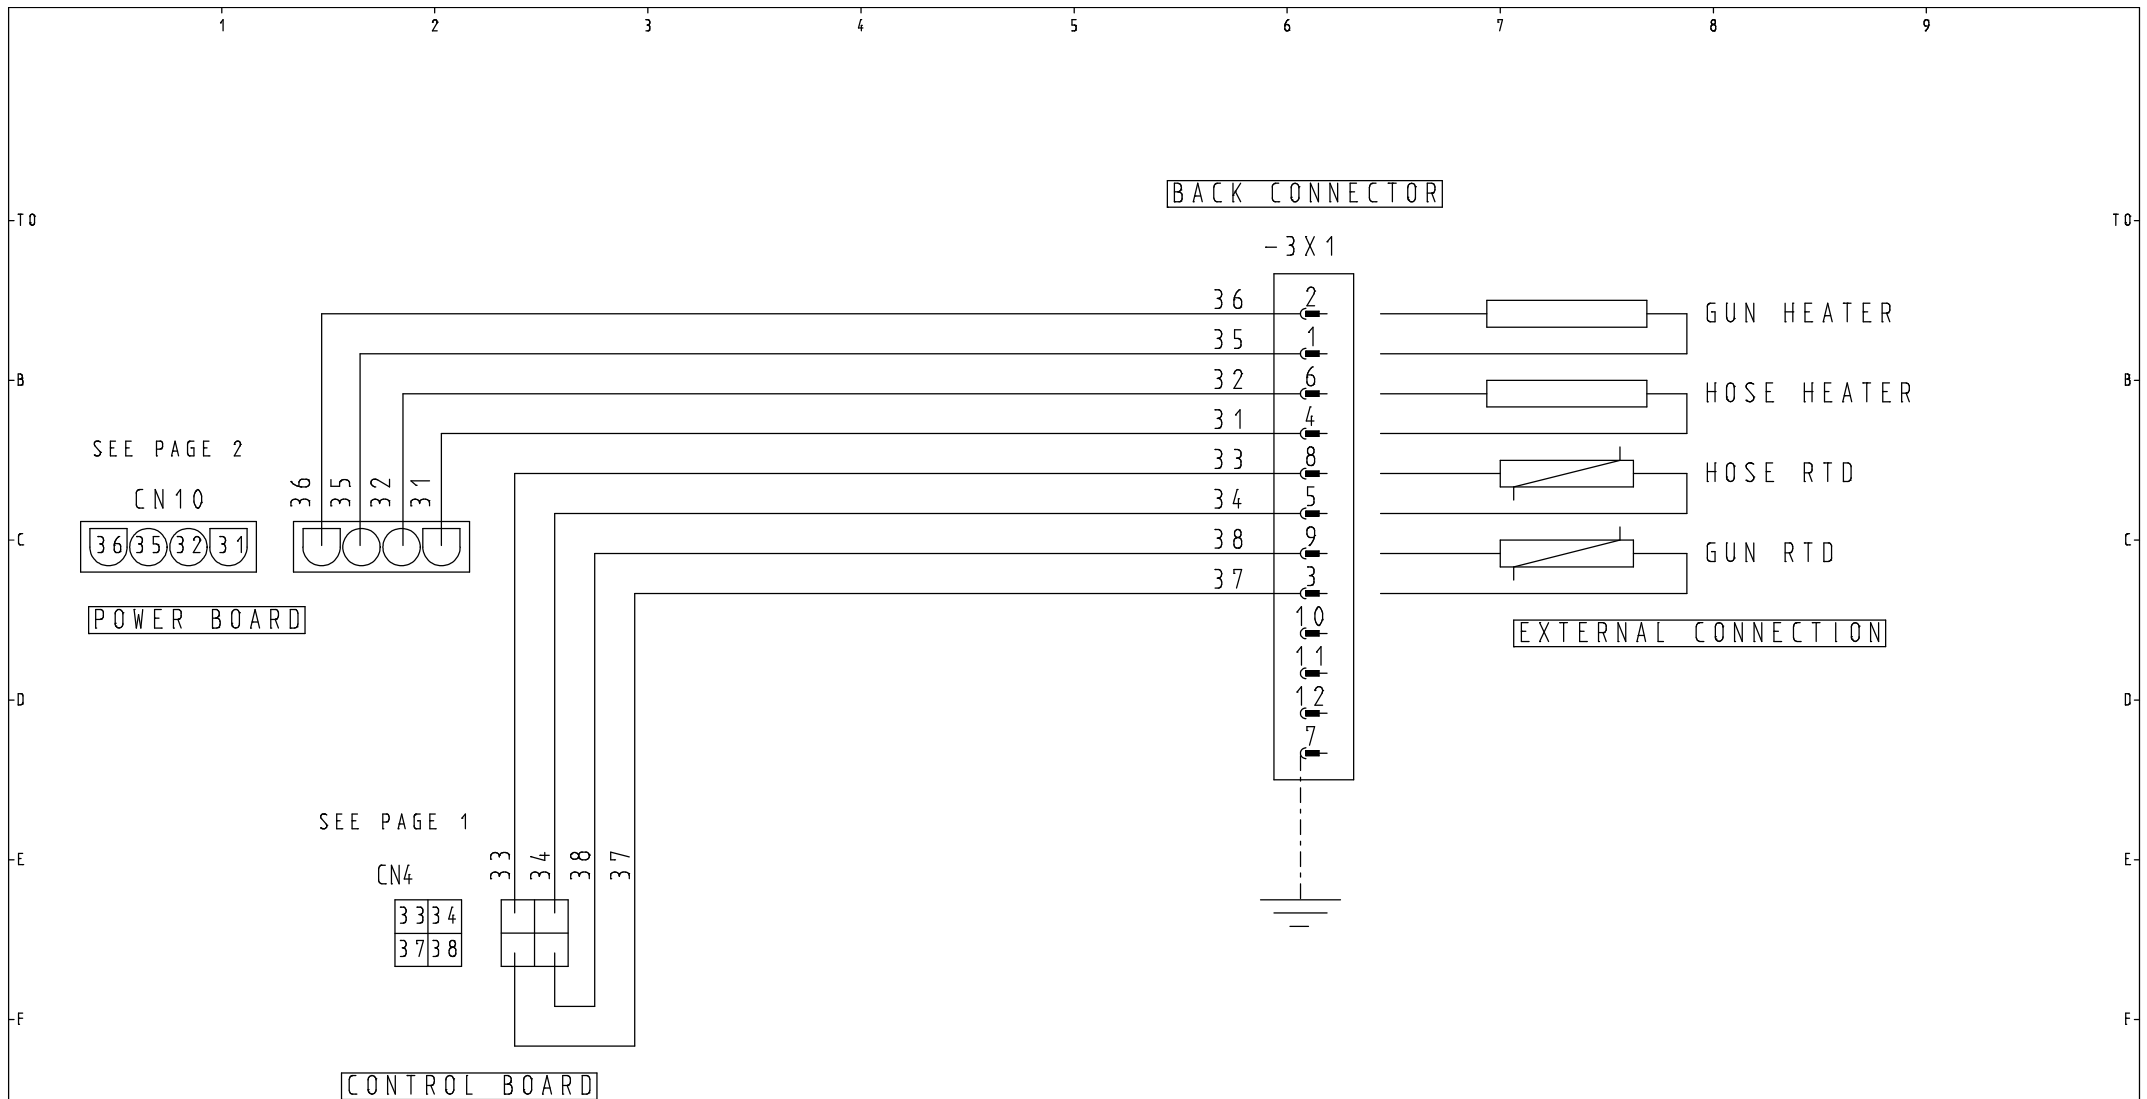 1 2 3 4 5 6 7 8 9
BACK CONNECTOR
T0 T0
-3X1
36 2 GUN HEATER
35 1
B 32 6 HOSE HEATER B
31 4
SEE PAGE 2
33 8 HOSE RTD
CN10
36 35 32 31
34 5
36 35 32 31
C 38 9 GUN RTD C
37 3
POWER BOARD
10
EXTERNAL CONNECTION
11
D 12 D
7
SEE PAGE 1
E 33 34 38 37 E
CN4
33 34
37 38
F F
CONTROL BOARD